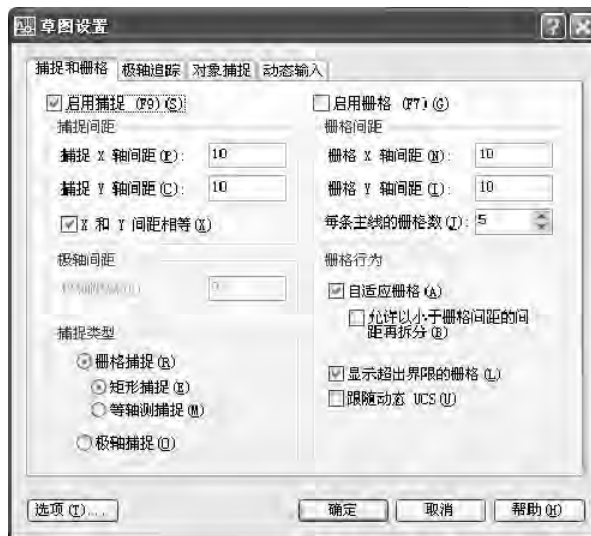 草图设置
捕捉和栅格 极轴追踪 对象捕捉 动态输入
启用捕捉 (F9)(S)
捕捉间距
捕捉 X 轴间距(P): 10
捕捉 Y 轴间距(C): 10
X 和 Y 间距相等(X)
极轴间距
捕捉类型
栅格捕捉(R)
矩形捕捉(E)
等轴测捕捉(M)
极轴捕捉(O)
启用栅格 (F7)(G)
栅格间距
栅格 X 轴间距(N): 10
栅格 Y 轴间距(I): 10
每条主线的栅格数(J): 5
栅格行为
自适应栅格(A)
允许以小于栅格间距的间
距再拆分(B)
显示超出界限的栅格(L)
跟随动态 UCS(U)
选项(T)... 确定 取消 帮助(H)